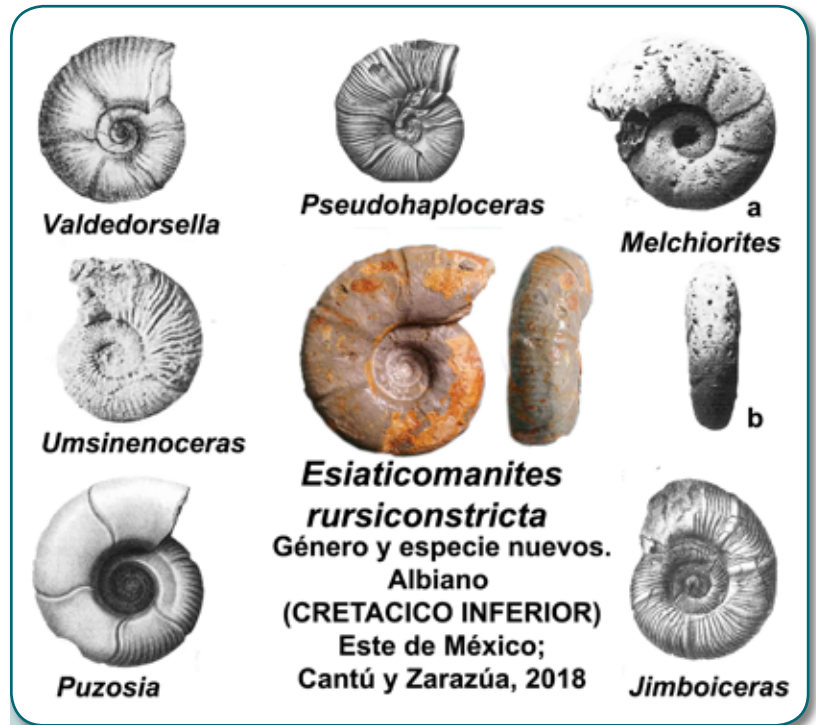 Valdedorsella
Pseudohaploceras
a
Melchiorites
Umsinenoceras
b
Esiaticomanites
rursiconstricta
Género y especie nuevos.
Albiano
(CRETACICO INFERIOR)
Este de México;
Cantú y Zarazúa, 2018
Puzosia
Jimboiceras